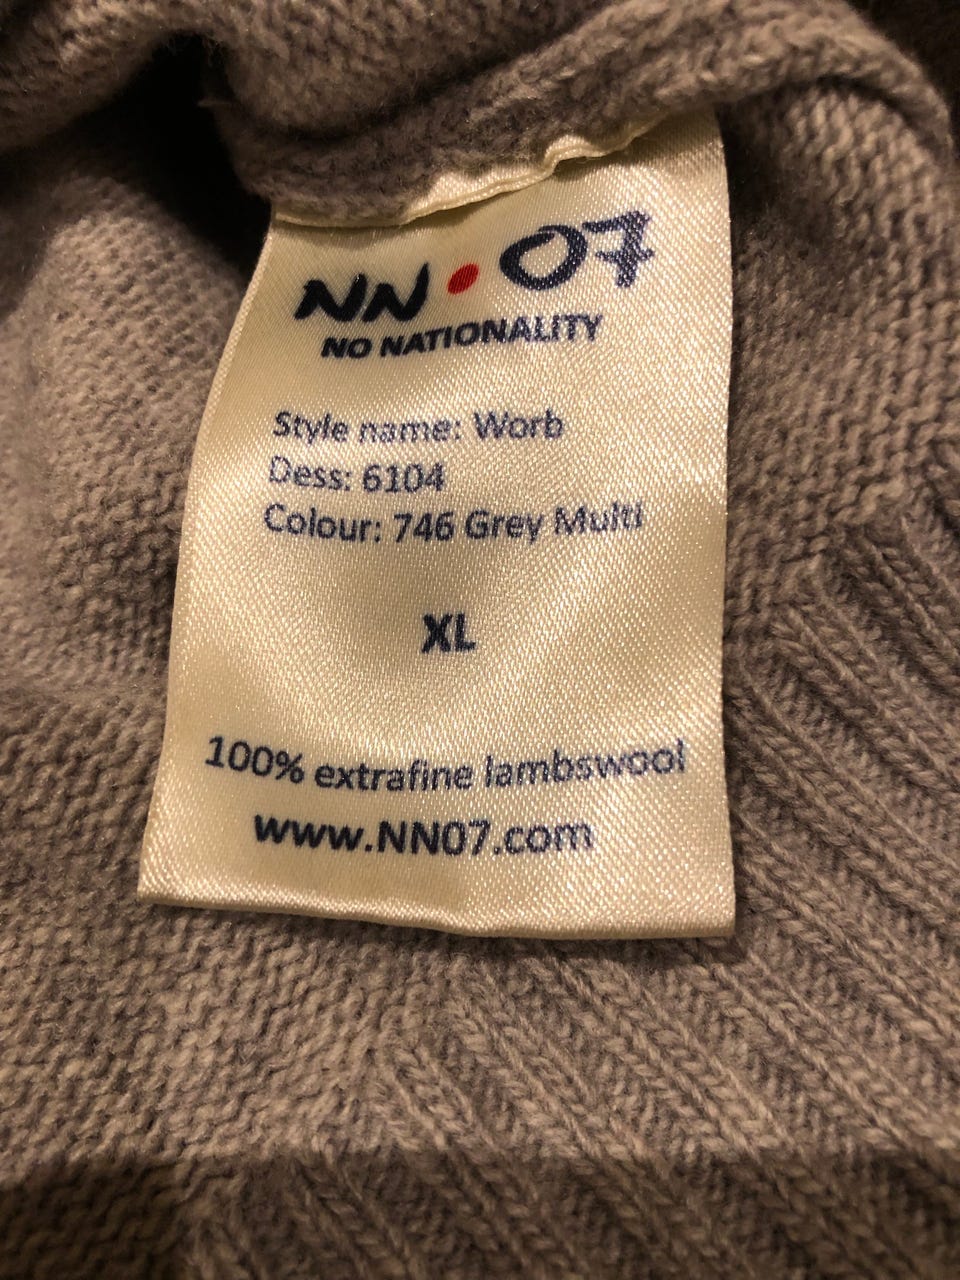 NN•07
NO NATIONALITY
Style name: Worb
Dess: 6104
Colour: 746 Grey Multi
XL
100% extrafine lambswool
www.NN07.com